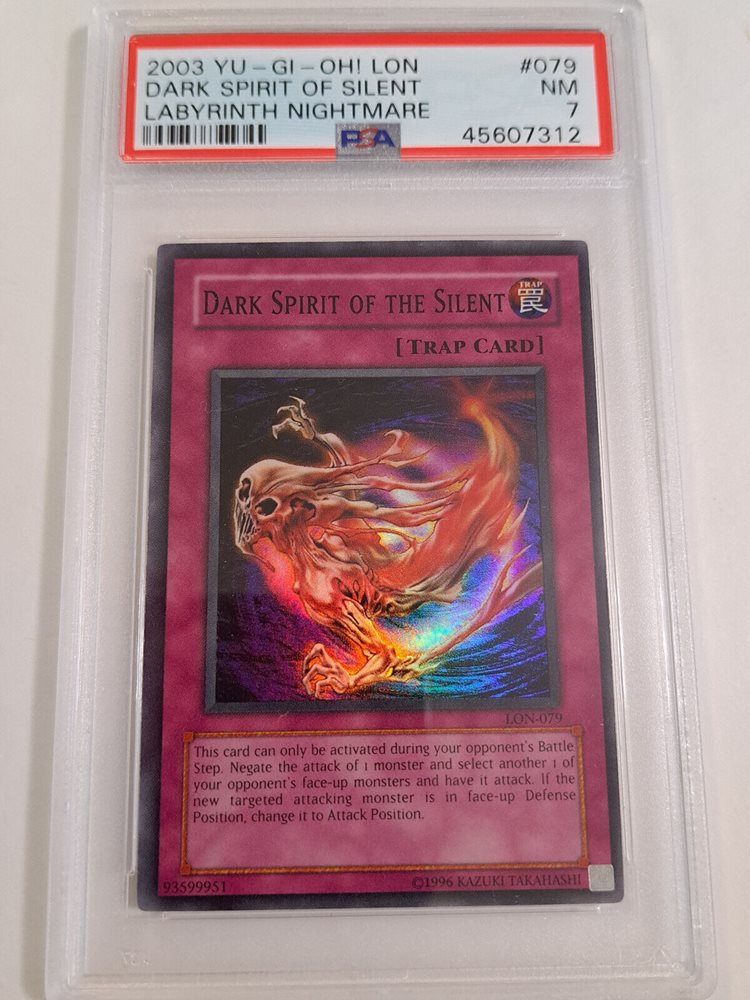 2003 YU-GI-OH! LON #079
DARK SPIRIT OF SILENT NM
LABYRINTH NIGHTMARE 7
PSA 45607312
DARK SPIRIT OF THE SILENT
TRAP
罠
[TRAP CARD]
LON-079
This card can only be activated during your opponent's Battle
Step. Negate the attack of 1 monster and select another 1 of
your opponent's face-up monsters and have it attack. If the
new targeted attacking monster is in face-up Defense
Position, change it to Attack Position.
93599951 ©1996 KAZUKI TAKAHASHI